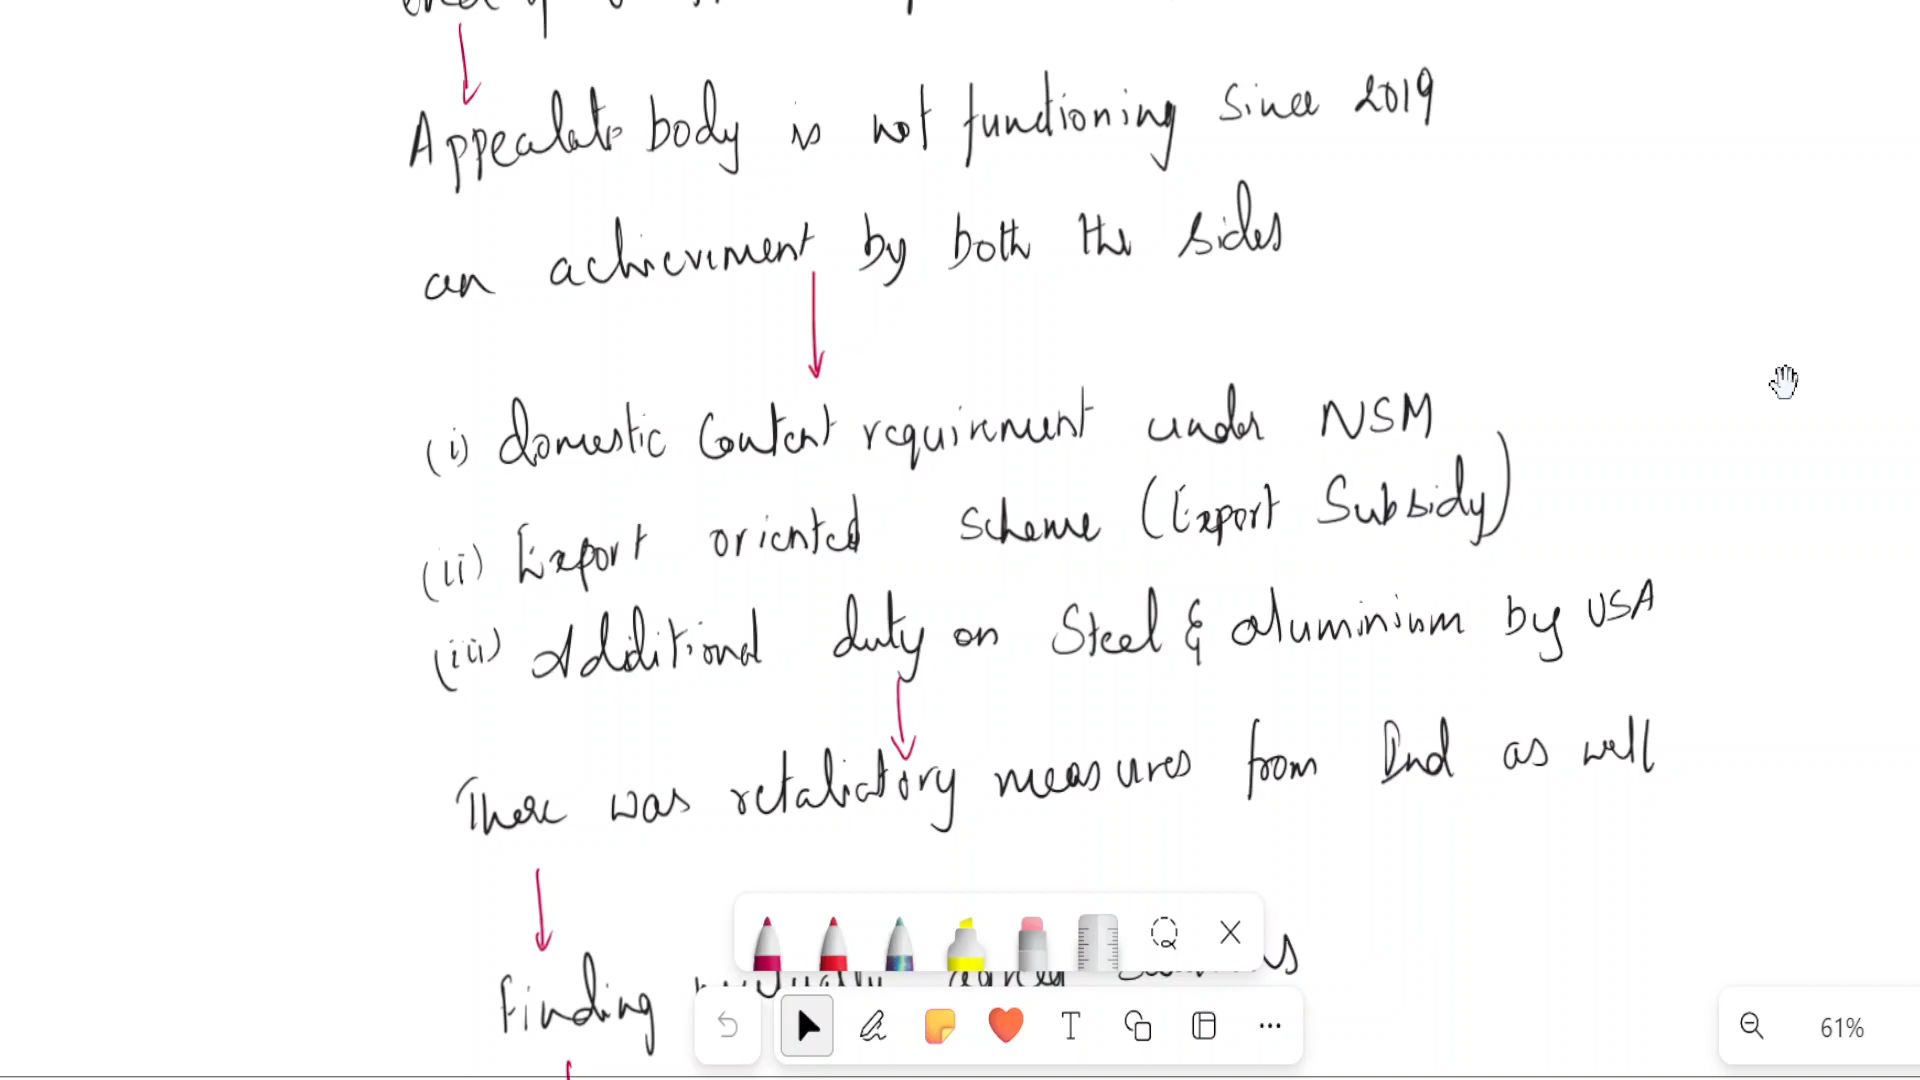 Appealate body is not functioning since 2019
an achievement by both the sides
(i) domestic Content requirement under NSM
(ii) Export oriented Scheme (Export Subsidy)
(iii) Additional duty on Steel & aluminium by USA
There was retaliatory measures from Ind as well
Finding
61%